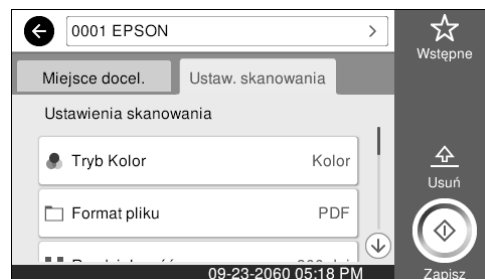 0001 EPSON
Wstępne
Miejsce docel.
Ustaw. skanowania
Ustawienia skanowania
Tryb Kolor
Kolor
Usuń
Format pliku
PDF
09-23-2060 05:18 PM
Zapisz